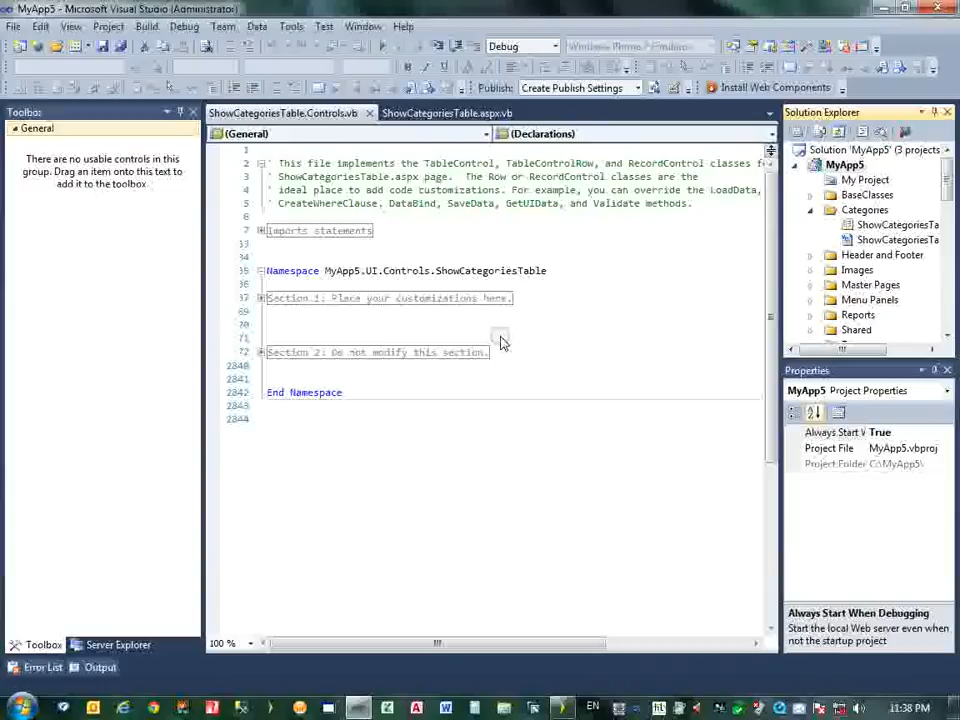 MyApp5 - Microsoft Visual Studio (Administrator)
File Edit View Project Build Debug Team Data Tools Test Window Help
Debug Windows Phone 7 Emulator
Publish: Create Publish Settings Install Web Components
Toolbox
General
There are no usable controls in this
group. Drag an item onto this text to
add it to the toolbox.
ShowCategoriesTable.Controls.vb ShowCategoriesTable.aspx.vb
(General) (Declarations)
1
2 ' This file implements the TableControl, TableControlRow, and RecordControl classes f
3 ' ShowCategoriesTable.aspx page. The Row or RecordControl classes are the
4 ' ideal place to add code customizations. For example, you can override the LoadData,
5 ' CreateWhereClause, DataBind, SaveData, GetUIData, and Validate methods.
6
7 Imports statements
33
34
35 Namespace MyApp5.UI.Controls.ShowCategoriesTable
36
37 Section 1: Place your customizations here.
69
70
71
72 Section 2: Do not modify this section.
2840
2841
2842 End Namespace
2843
2844
100 %
Toolbox Server Explorer
Error List Output
Solution Explorer
Solution 'MyApp5' (3 projects
MyApp5
My Project
BaseClasses
Categories
ShowCategoriesTa
ShowCategoriesTa
Header and Footer
Images
Master Pages
Menu Panels
Reports
Shared
Properties
MyApp5 Project Properties
Always Start W True
Project File MyApp5.vbproj
Project Folder C:\MyApp5\
Always Start When Debugging
Start the local Web server even when
not the startup project
EN 11:38 PM